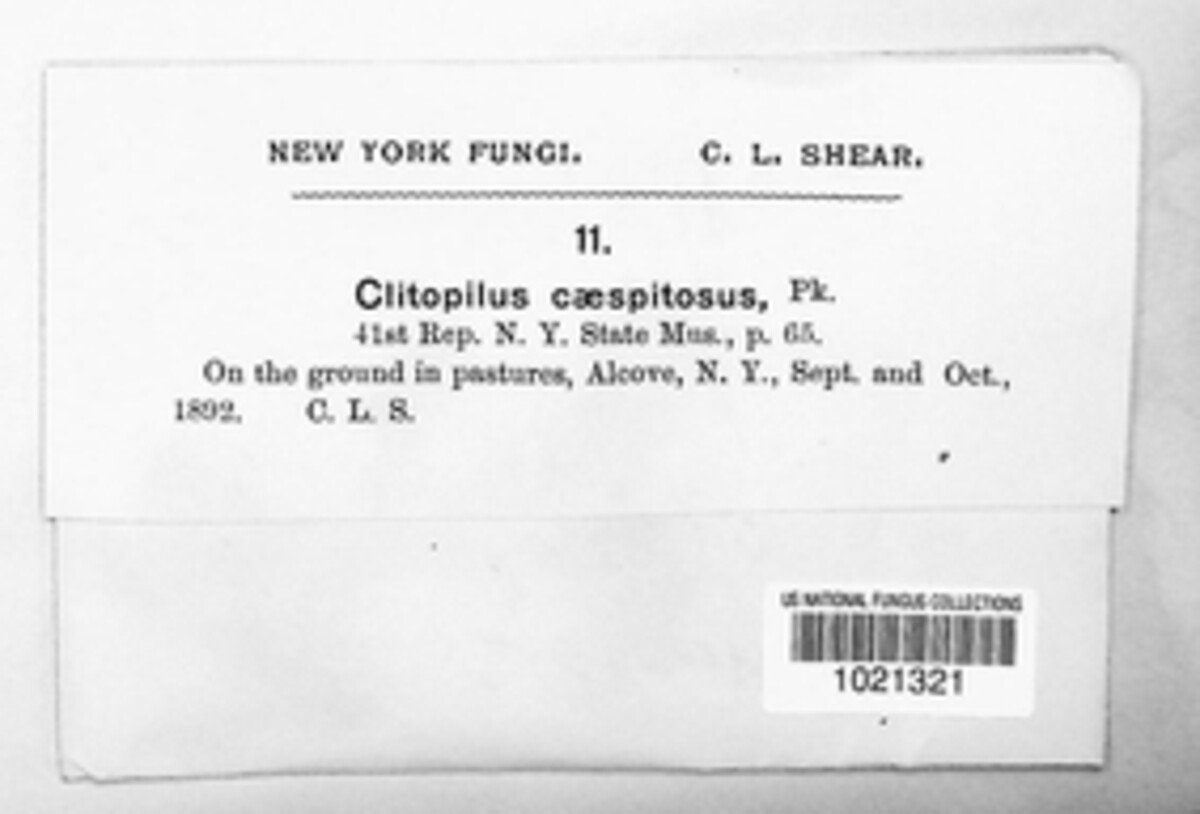 NEW YORK FUNGI. C. L. SHEAR.
11.
Clitopilus cæspitosus, Pk.
41st Rep. N. Y. State Mus., p. 65.
On the ground in pastures, Alcove, N. Y., Sept. and Oct.,
1892. C. L. S.
US NATIONAL FUNGUS COLLECTIONS
1021321